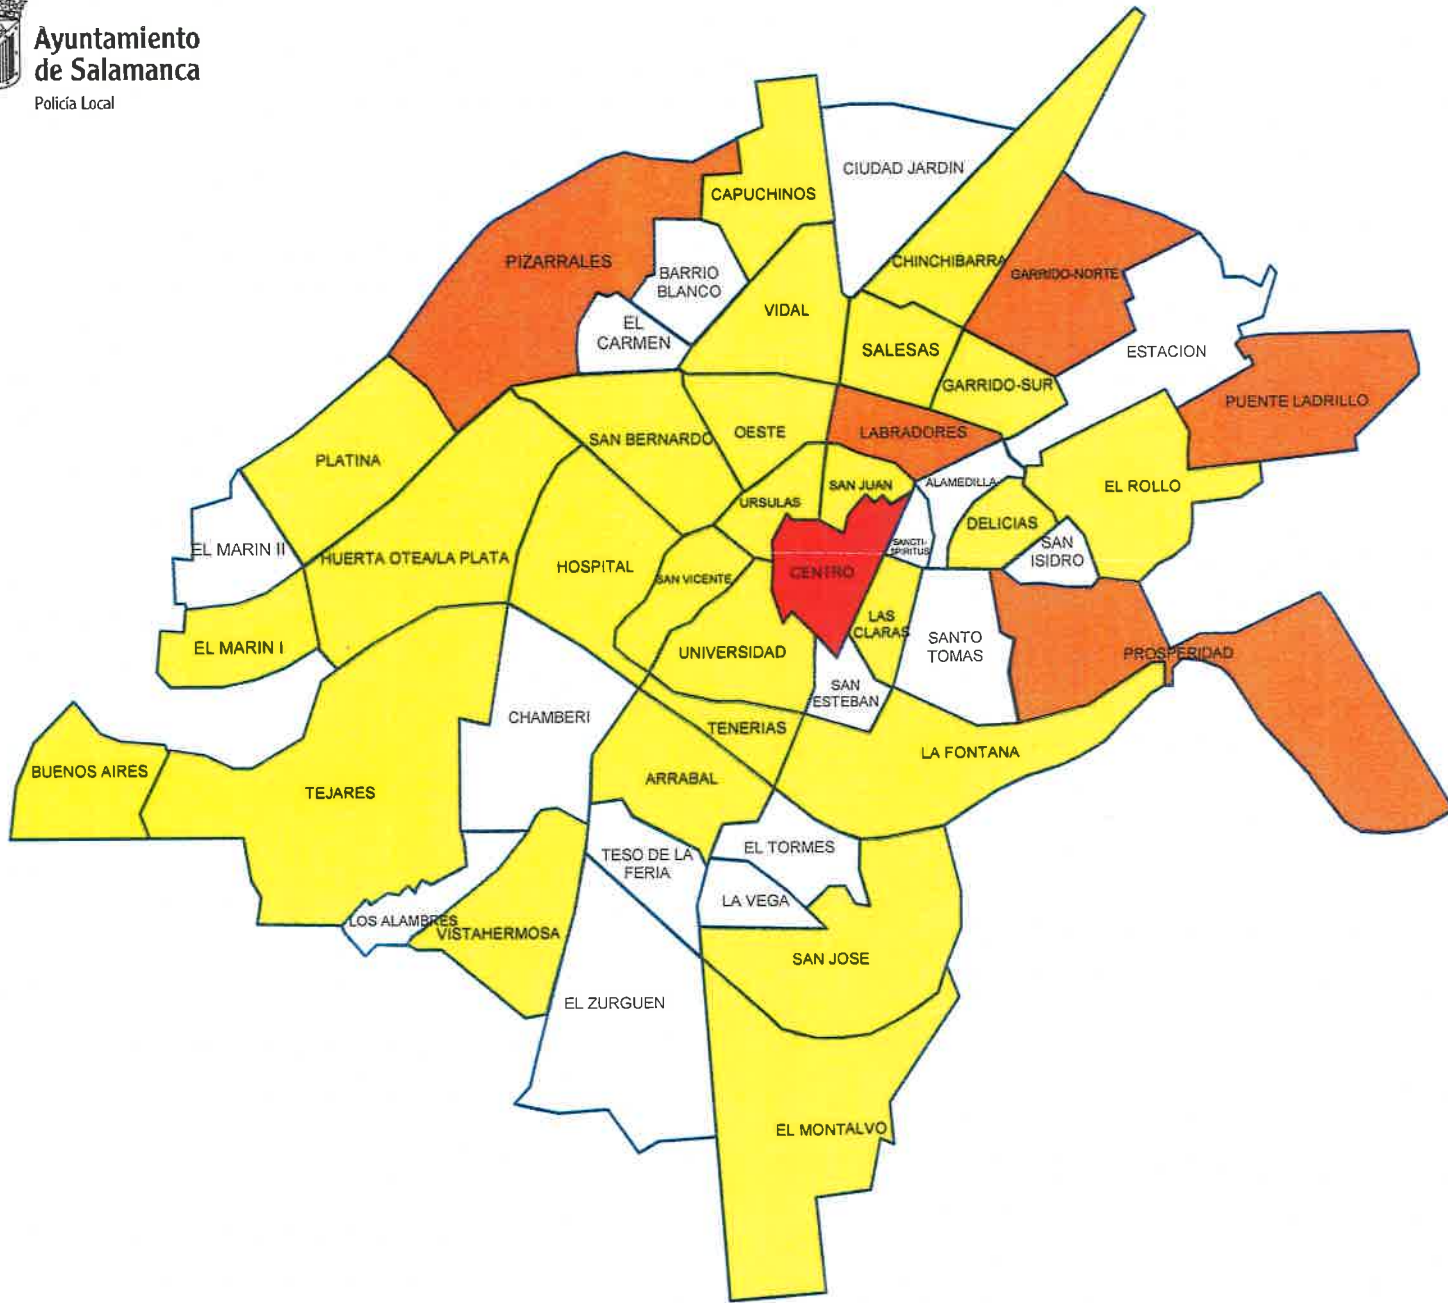 Ayuntamiento
de Salamanca
Policía Local
CIUDAD JARDIN
CAPUCHINOS
PIZARRALES
BARRIO
BLANCO
CHINCHIBARRA
GARRIDO-NORTE
VIDAL
EL
CARMEN
SALESAS
ESTACION
GARRIDO-SUR
PUENTE LADRILLO
SAN BERNARDO
OESTE
LABRADORES
PLATINA
URSULAS
SAN JUAN
ALAMEDILLA
EL ROLLO
DELICIAS
EL MARIN II
HUERTA OTEA/LA PLATA
HOSPITAL
SAN VICENTE
CENTRO
SANCTI-
SPIRITUS
SAN
ISIDRO
LAS
CLARAS
SANTO
TOMAS
EL MARIN I
UNIVERSIDAD
PROSPERIDAD
SAN
ESTEBAN
CHAMBERI
TENERIAS
LA FONTANA
BUENOS AIRES
TEJARES
ARRABAL
TESO DE LA
FERIA
EL TORMES
LA VEGA
LOS ALAMBRES
VISTAHERMOSA
SAN JOSE
EL ZURGUEN
EL MONTALVO